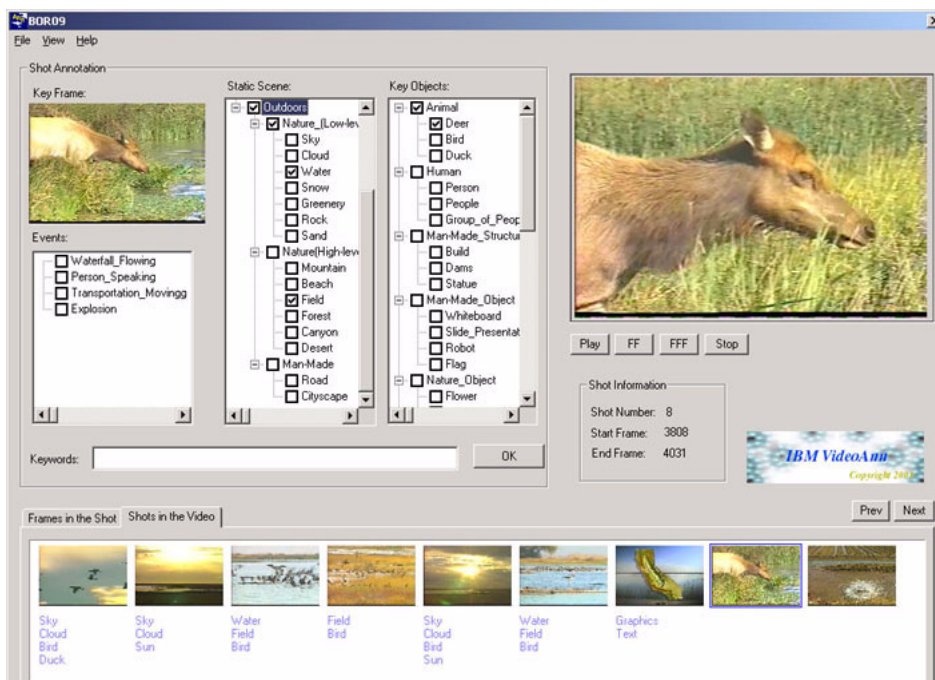 BOR09
File View Help
Shot Annotation
Key Frame:
Events:
Waterfall_Flowing
Person_Speaking
Transportation_Movingg
Explosion
Static Scene:
Outdoors
Nature_(Low-lev
Sky
Cloud
Water
Snow
Greenery
Rock
Sand
Nature(High-leve
Mountain
Beach
Field
Forest
Canyon
Desert
Man-Made
Road
Cityscape
Key Objects:
Animal
Deer
Bird
Duck
Human
Person
People
Group_of_Peop
Man-Made_Structu
Build
Dams
Statue
Man-Made_Object
Whiteboard
Slide_Presentat
Robot
Flag
Nature_Object
Flower
Keywords:
OK
Play FF FFF Stop
Shot Information
Shot Number: 8
Start Frame: 3808
End Frame: 4031
IBM VideoAnn
Copyright
Prev Next
Frames in the Shot Shots in the Video
Sky
Cloud
Bird
Duck
Sky
Cloud
Sun
Water
Field
Bird
Field
Bird
Sky
Cloud
Bird
Sun
Water
Field
Bird
Graphics
Text